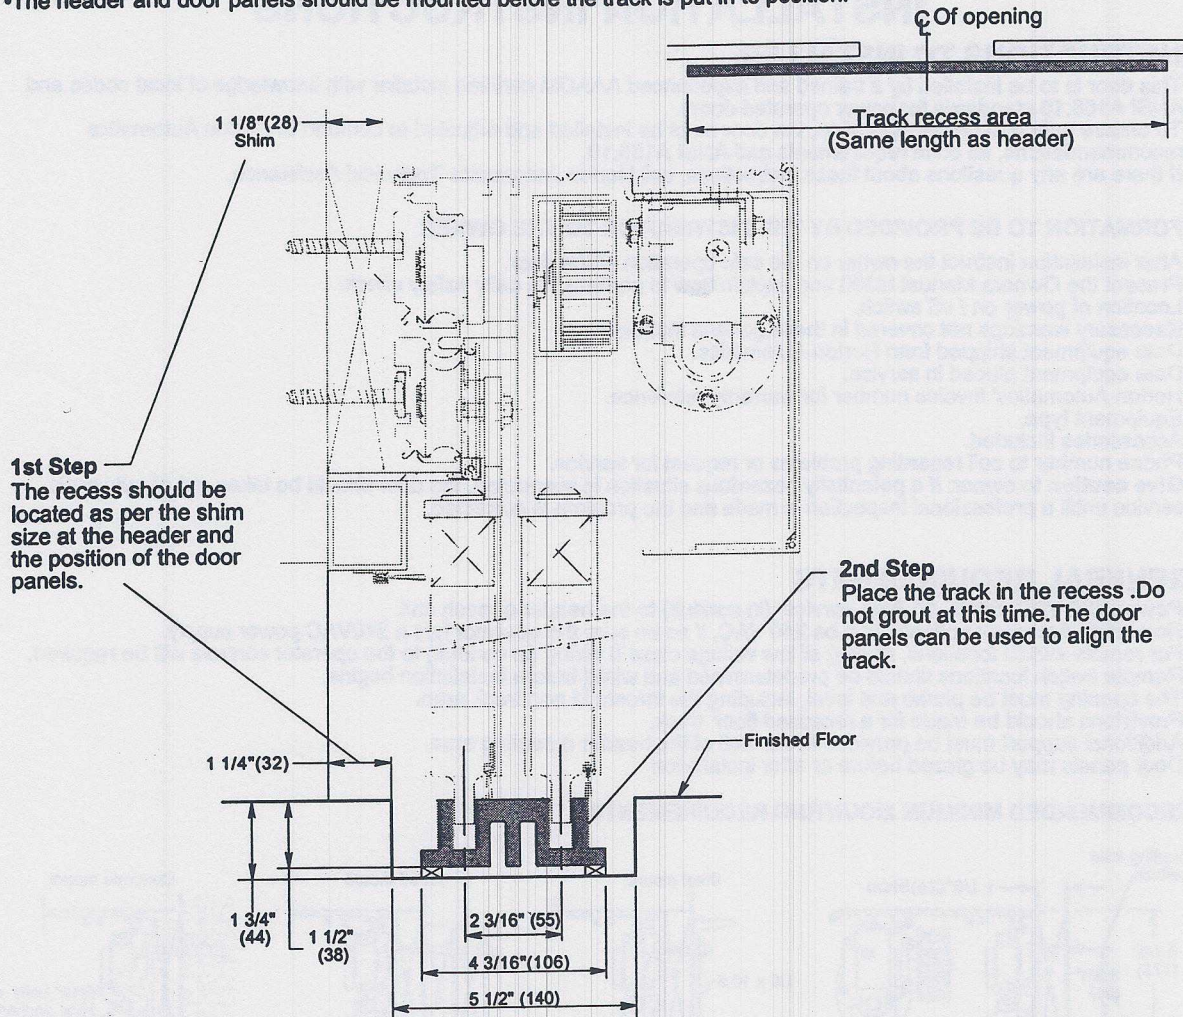 •The header and door panels should be mounted before the track is put in to position.
℄ Of opening
1 1/8"(28)
Shim
Track recess area
(Same length as header)
1st Step
The recess should be
located as per the shim
size at the header and
the position of the door
panels.
2nd Step
Place the track in the recess .Do
not grout at this time. The door
panels can be used to align the
track.
Finished Floor
1 1/4"(32)
1 3/4"
(44)
1 1/2"
(38)
2 3/16" (55)
4 3/16"(106)
5 1/2" (140)